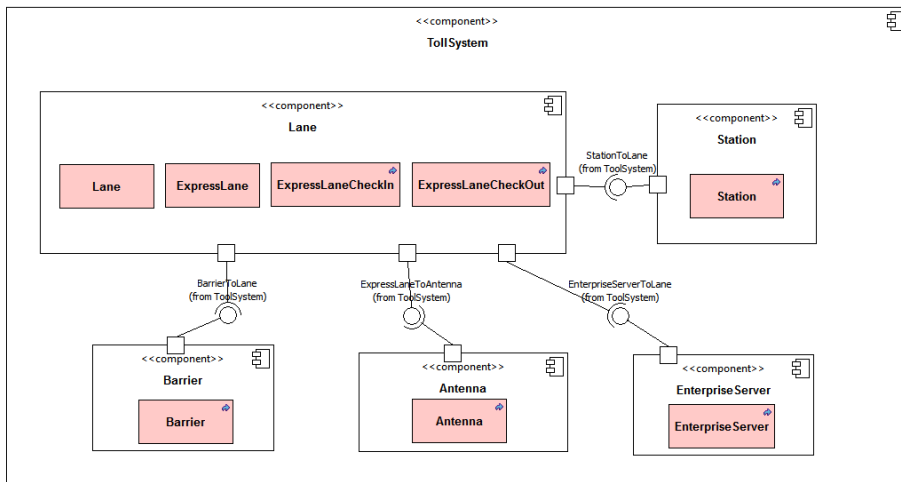 <<component>>
TollSystem
<<component>>
Lane
Lane
ExpressLane
ExpressLaneCheckIn
ExpressLaneCheckOut
StationToLane
(from ToolSystem)
<<component>>
Station
Station
BarrierToLane
(from ToolSystem)
ExpressLaneToAntenna
(from ToolSystem)
EnterpriseServerToLane
(from ToolSystem)
<<component>>
Barrier
Barrier
<<component>>
Antenna
Antenna
<<component>>
EnterpriseServer
EnterpriseServer